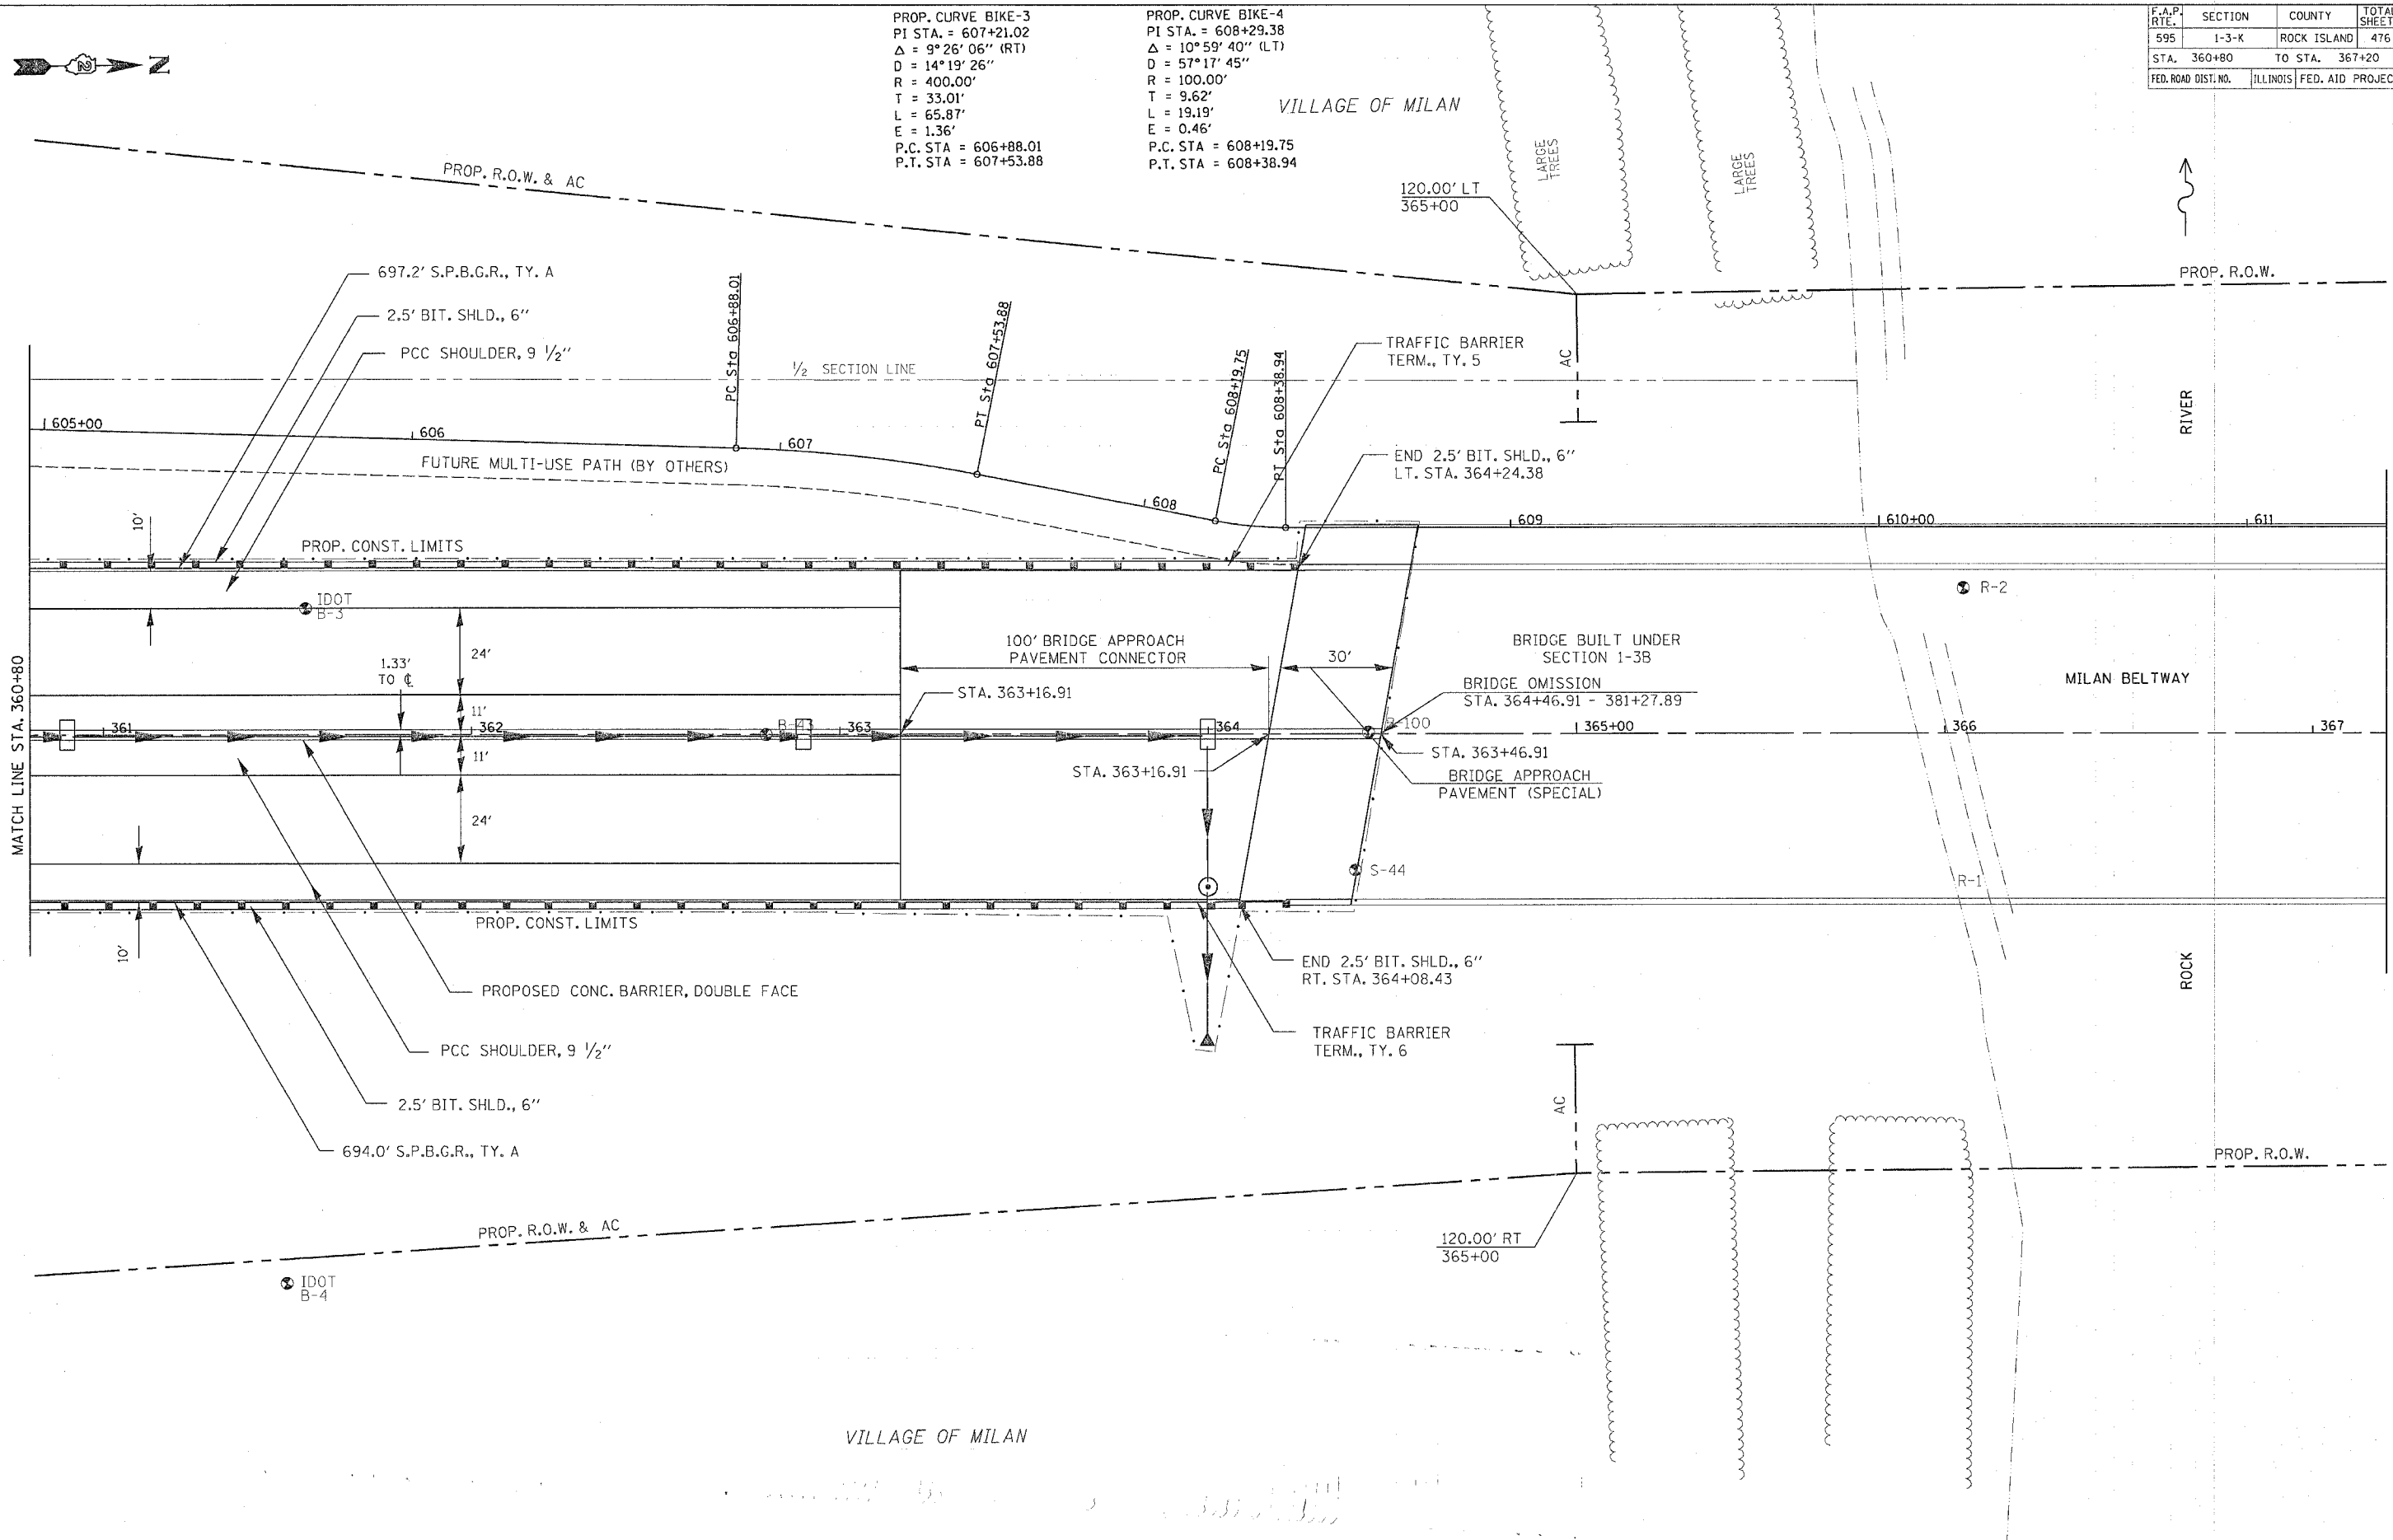 PROP. CURVE BIKE-3
PI STA. = 607+21.02
Δ = 9° 26' 06'' (RT)
D = 14° 19' 26''
R = 400.00'
T = 33.01'
L = 65.87'
E = 1.36'
P.C. STA = 606+88.01
P.T. STA = 607+53.88
PROP. CURVE BIKE-4
PI STA. = 608+29.38
Δ = 10° 59' 40'' (LT)
D = 57° 17' 45''
R = 100.00'
T = 9.62'
L = 19.19'
E = 0.46'
P.C. STA = 608+19.75
P.T. STA = 608+38.94
F.A.P. RTE. SECTION COUNTY TOTAL SHEET
595 1-3-K ROCK ISLAND 476
STA. 360+80 TO STA. 367+20
FED. ROAD DIST. NO. ILLINOIS FED. AID PROJEC
N
VILLAGE OF MILAN
LARGE TREES
LARGE TREES
PROP. R.O.W. & AC
120.00' LT
365+00
PROP. R.O.W.
697.2' S.P.B.G.R., TY. A
2.5' BIT. SHLD., 6''
PCC SHOULDER, 9 1/2''
PC Sta 606+88.01
PT Sta 607+53.88
PC Sta 608+19.75
PT Sta 608+38.94
1/2 SECTION LINE
TRAFFIC BARRIER
TERM., TY. 5
AC
RIVER
605+00
606
607
608
609
610+00
611
FUTURE MULTI-USE PATH (BY OTHERS)
END 2.5' BIT. SHLD., 6''
LT. STA. 364+24.38
10'
PROP. CONST. LIMITS
IDOT
B-3
R-2
24'
100' BRIDGE APPROACH
PAVEMENT CONNECTOR
30'
BRIDGE BUILT UNDER
SECTION 1-3B
MILAN BELTWAY
1.33'
TO ℄
STA. 363+16.91
BRIDGE OMISSION
STA. 364+46.91 - 381+27.89
MATCH LINE STA. 360+80
11'
361
362
363
364
365+00
366
367
11'
STA. 363+46.91
STA. 363+16.91
BRIDGE APPROACH
PAVEMENT (SPECIAL)
24'
S-44
R-1
10'
PROP. CONST. LIMITS
END 2.5' BIT. SHLD., 6''
RT. STA. 364+08.43
ROCK
PROPOSED CONC. BARRIER, DOUBLE FACE
TRAFFIC BARRIER
TERM., TY. 6
PCC SHOULDER, 9 1/2''
AC
2.5' BIT. SHLD., 6''
694.0' S.P.B.G.R., TY. A
PROP. R.O.W.
PROP. R.O.W. & AC
120.00' RT
365+00
IDOT
B-4
VILLAGE OF MILAN